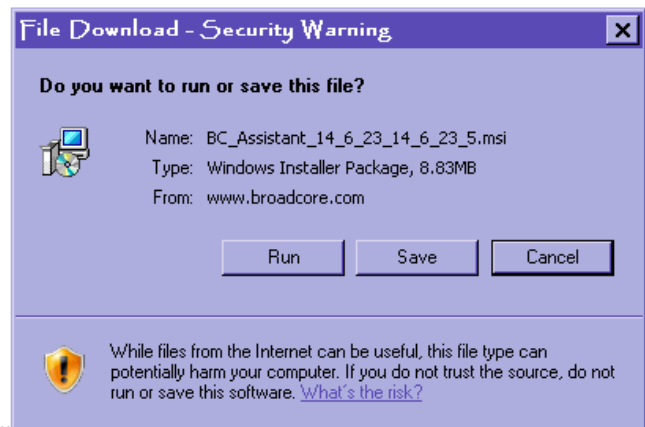 File Download - Security Warning
Do you want to run or save this file?
Name: BC_Assistant_14_6_23_14_6_23_5.msi
Type: Windows Installer Package, 8.83MB
From: www.broadcore.com
Run Save Cancel
While files from the Internet can be useful, this file type can
potentially harm your computer. If you do not trust the source, do not
run or save this software. What's the risk?